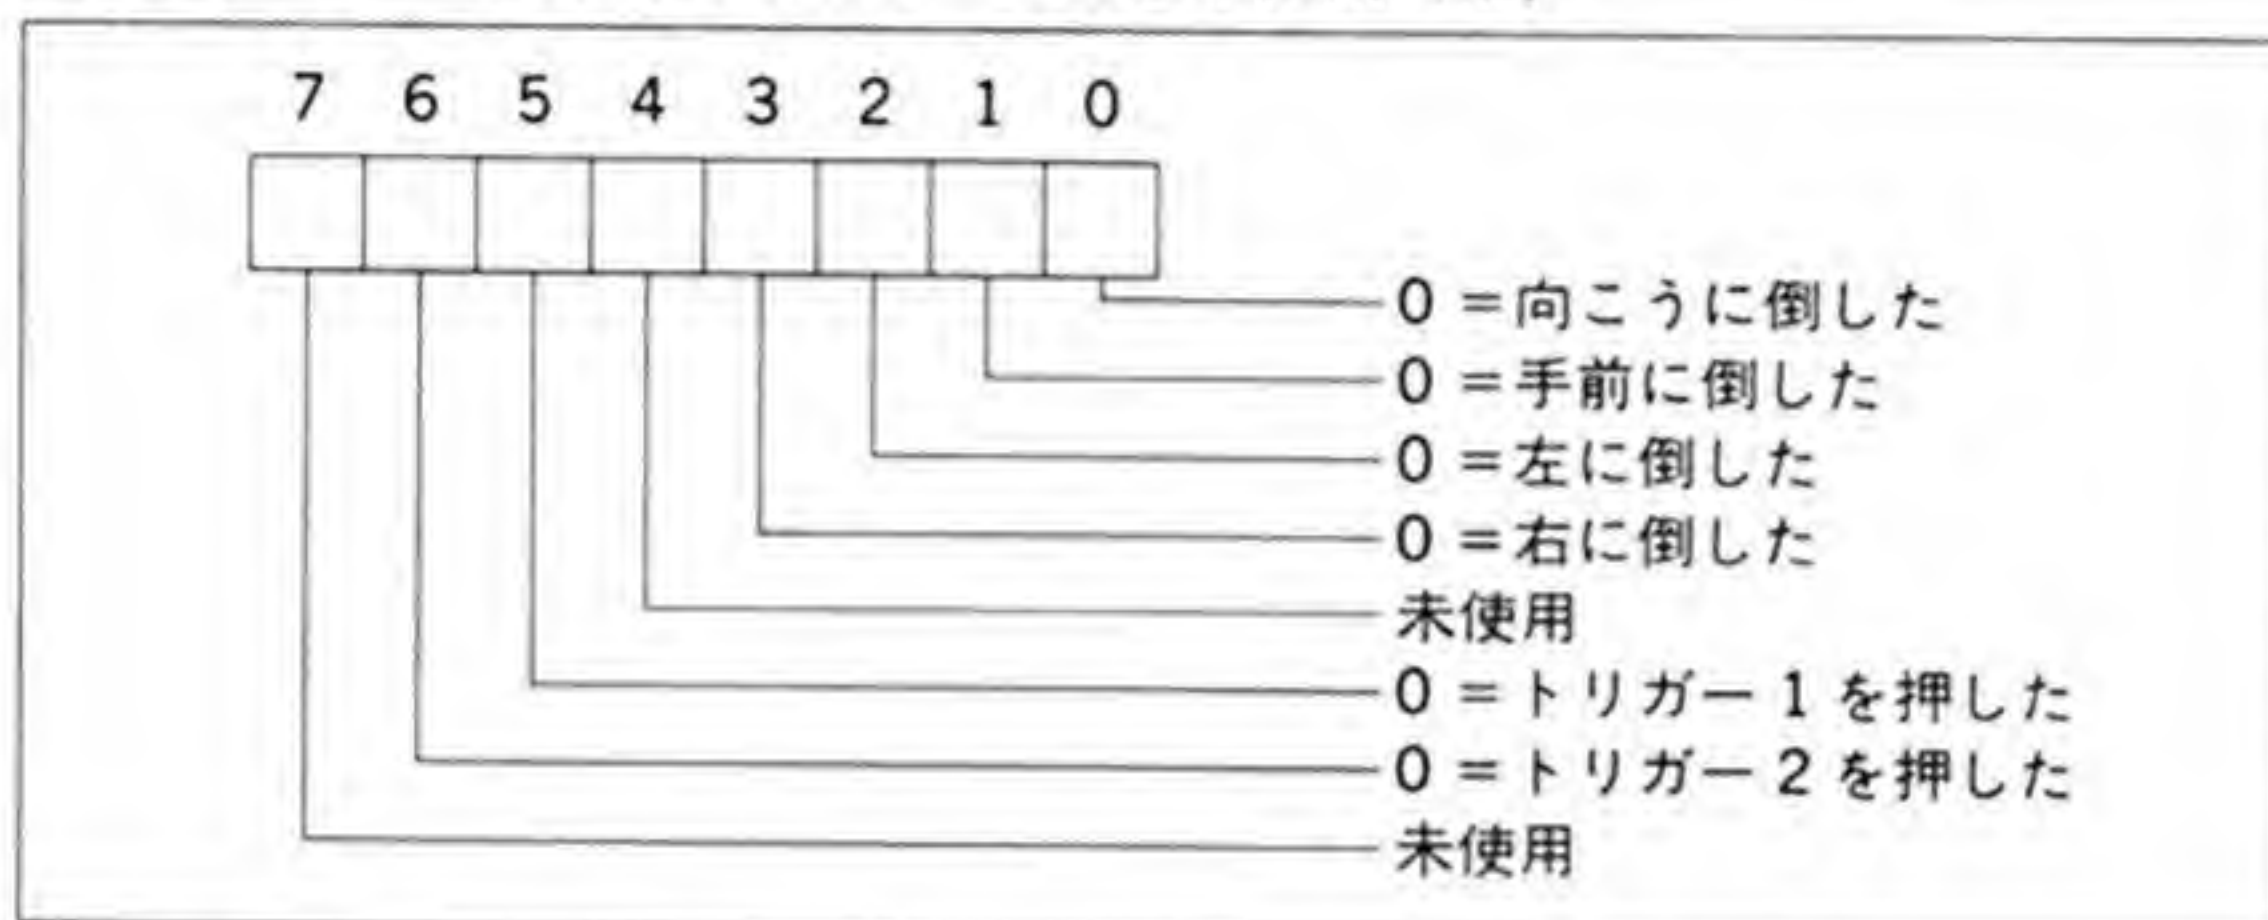 7 6 5 4 3 2 1 0
0＝向こうに倒した
0＝手前に倒した
0＝左に倒した
0＝右に倒した
未使用
0＝トリガー1を押した
0＝トリガー2を押した
未使用